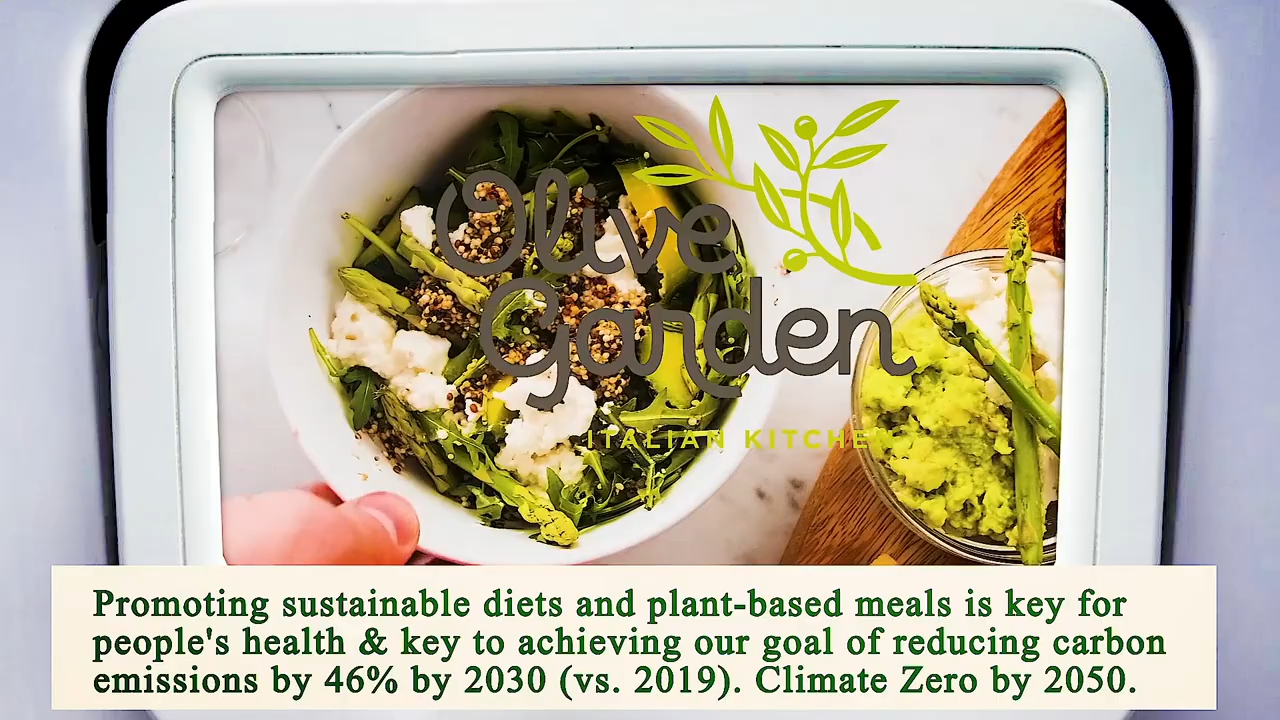 Olive
Garden
ITALIAN KITCHEN
Promoting sustainable diets and plant-based meals is key for
people's health & key to achieving our goal of reducing carbon
emissions by 46% by 2030 (vs. 2019). Climate Zero by 2050.